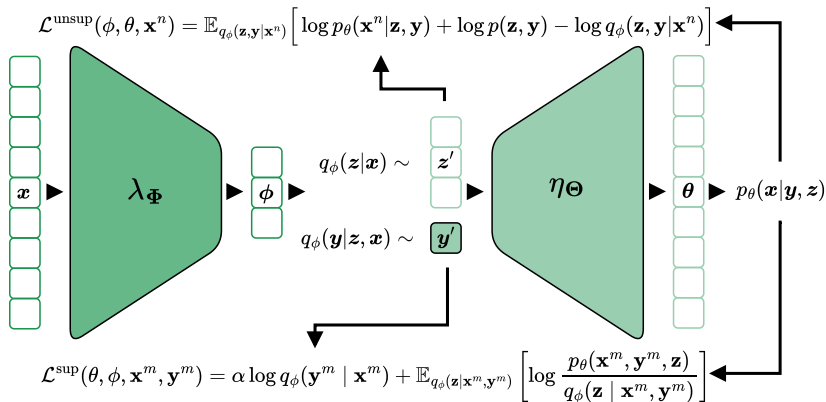 ℒ^unsup(ϕ, θ, 𝐱^n) = 𝔼_{q_ϕ(𝐳,𝐲|𝐱^n)} [ log p_θ(𝐱^n|𝐳, 𝐲) + log p(𝐳, 𝐲) − log q_ϕ(𝐳, 𝐲|𝐱^n) ]
x
λ_Φ
ϕ
q_ϕ(z|x) ∼ z′
q_ϕ(y|z, x) ∼ y′
η_Θ
θ
p_θ(x|y, z)
ℒ^sup(θ, ϕ, 𝐱^m, 𝐲^m) = α log q_ϕ(𝐲^m | 𝐱^m) + 𝔼_{q_ϕ(𝐳|𝐱^m,𝐲^m)} [ log p_θ(𝐱^m, 𝐲^m, 𝐳) / q_ϕ(𝐳 | 𝐱^m, 𝐲^m) ]